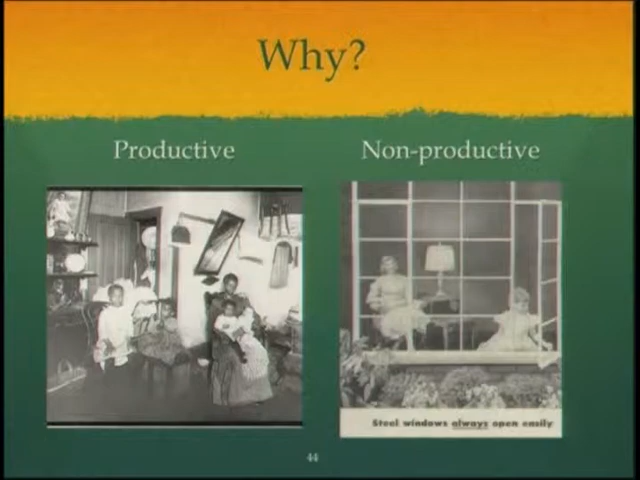 Why?
Productive
Non-productive
Steel windows always open easily
44